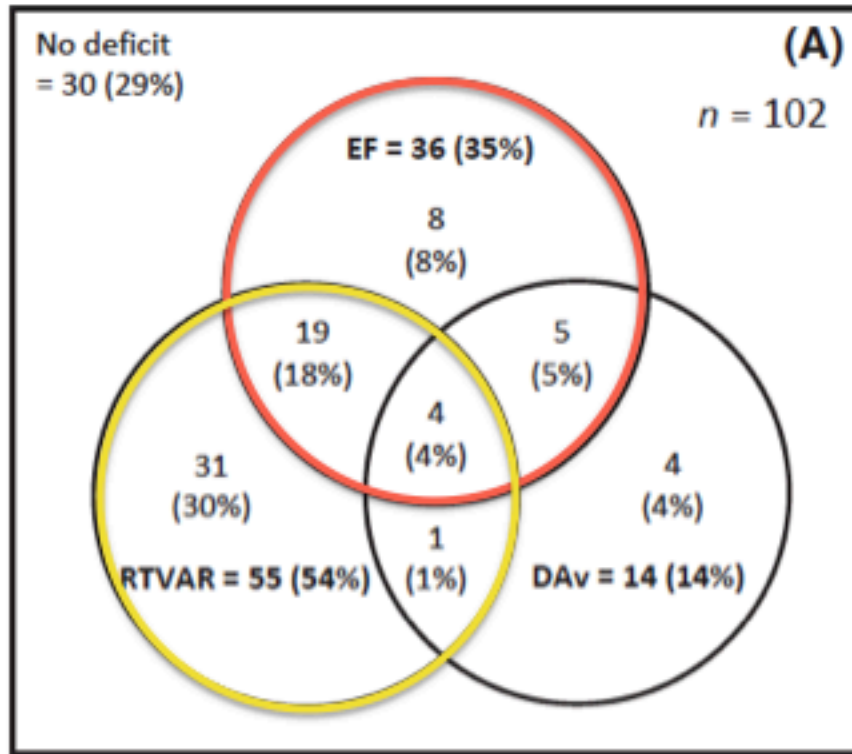 No deficit
= 30 (29%)
(A)
n = 102
EF = 36 (35%)
8
(8%)
19
(18%)
5
(5%)
4
(4%)
31
(30%)
4
(4%)
1
(1%)
RTVAR = 55 (54%)
DAv = 14 (14%)